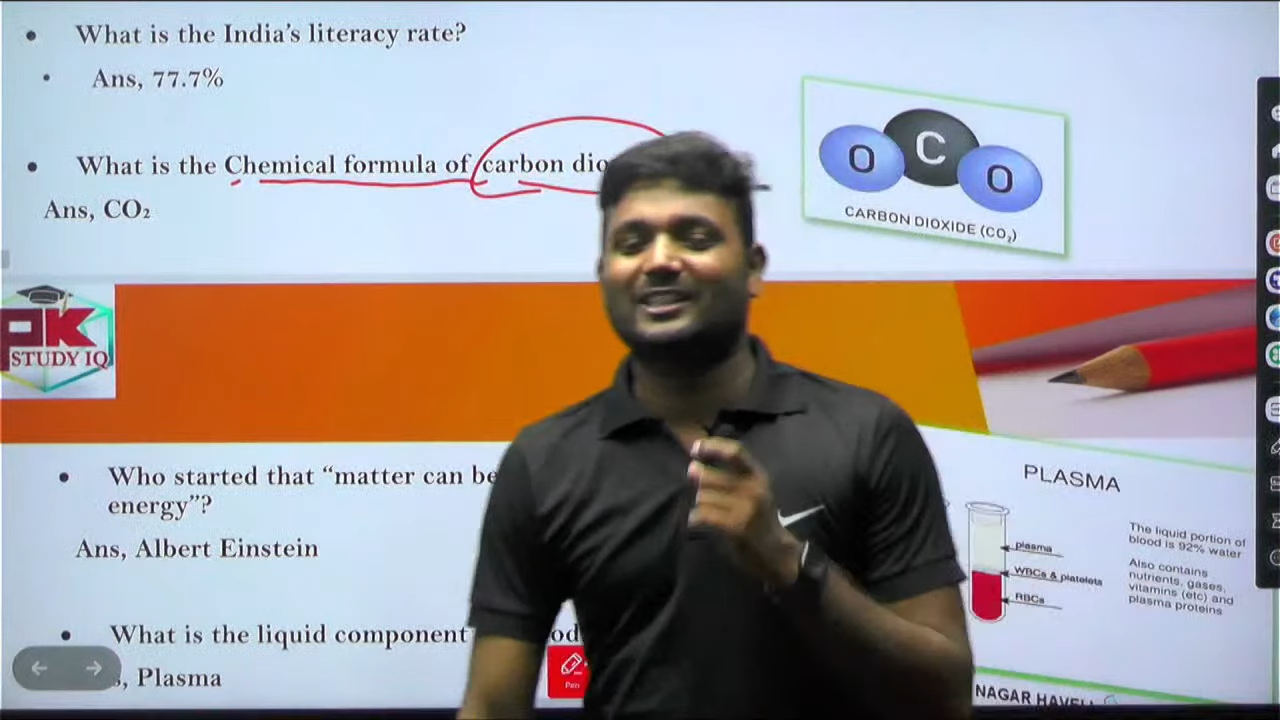 What is the India's literacy rate?
Ans, 77.7%
What is the Chemical formula of carbon dio
Ans, CO₂
O C O
CARBON DIOXIDE (CO₂)
PK
STUDY IQ
Who started that “matter can be
energy”?
Ans, Albert Einstein
What is the liquid component
Plasma
Pen
PLASMA
plasma
WBCs & platelets
RBCs
The liquid portion of
blood is 92% water
Also contains
nutrients, gases,
vitamins (etc) and
plasma proteins
NAGAR HAVELI